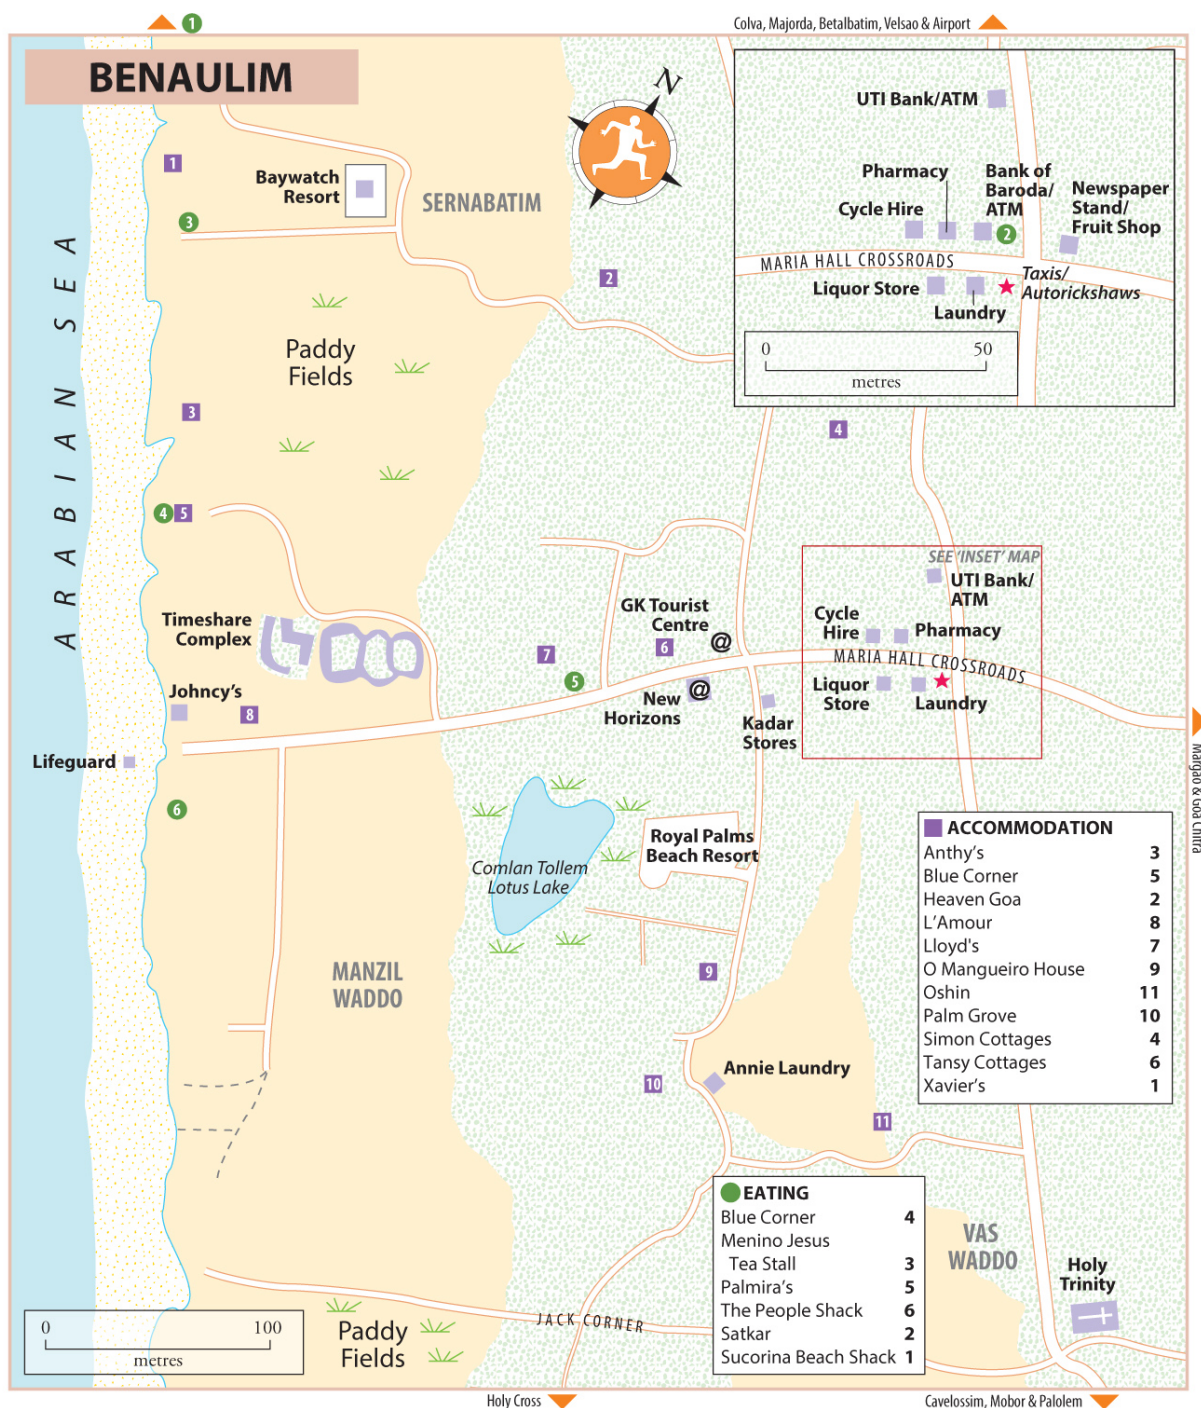 1
Colva, Majorda, Betalbatim, Velsao & Airport
BENAULIM
N
UTI Bank/ATM
Pharmacy
Bank of
Baroda/
ATM
Newspaper
Stand/
Fruit Shop
Cycle Hire
2
MARIA HALL CROSSROADS
Liquor Store
Laundry
Taxis/
Autorickshaws
0 50
metres
1
Baywatch
Resort
3
SERNABATIM
2
ARABIAN SEA
Paddy
Fields
3
4
4
5
SEE 'INSET' MAP
UTI Bank/
ATM
Timeshare
Complex
GK Tourist
Centre
@
Cycle
Hire
Pharmacy
7
6
MARIA HALL CROSSROADS
5
Johncy's
8
New
Horizons
@
Liquor
Store
Laundry
Kadar
Stores
Margao & Goa Chitra
Lifeguard
6
Comlan Tollem
Lotus Lake
Royal Palms
Beach Resort
ACCOMMODATION
Anthy's 3
Blue Corner 5
Heaven Goa 2
L'Amour 8
Lloyd's 7
O Mangueiro House 9
Oshin 11
Palm Grove 10
Simon Cottages 4
Tansy Cottages 6
Xavier's 1
MANZIL
WADDO
9
10
Annie Laundry
11
EATING
Blue Corner 4
Menino Jesus
Tea Stall 3
Palmira's 5
The People Shack 6
Satkar 2
Sucorina Beach Shack 1
VAS
WADDO
Holy
Trinity
JACK CORNER
0 100
metres
Paddy
Fields
Holy Cross
Cavelossim, Mobor & Palolem